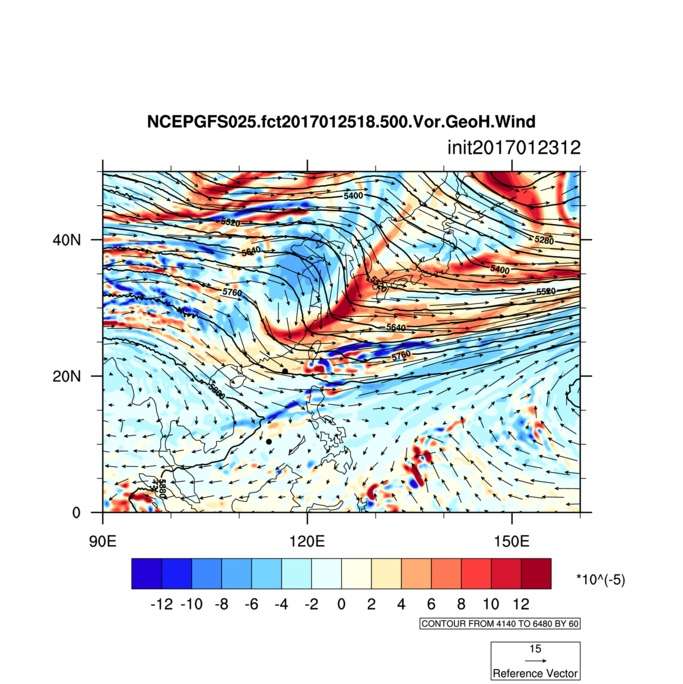 NCEPGFS025.fct2017012518.500.Vor.GeoH.Wind
init2017012312
5400
5520
5280
5640
5400
5760
5520
5640
5760
5880
40N
20N
0
90E 120E 150E
-12 -10 -8 -6 -4 -2 0 2 4 6 8 10 12
*10^(-5)
CONTOUR FROM 4140 TO 6480 BY 60
15
Reference Vector